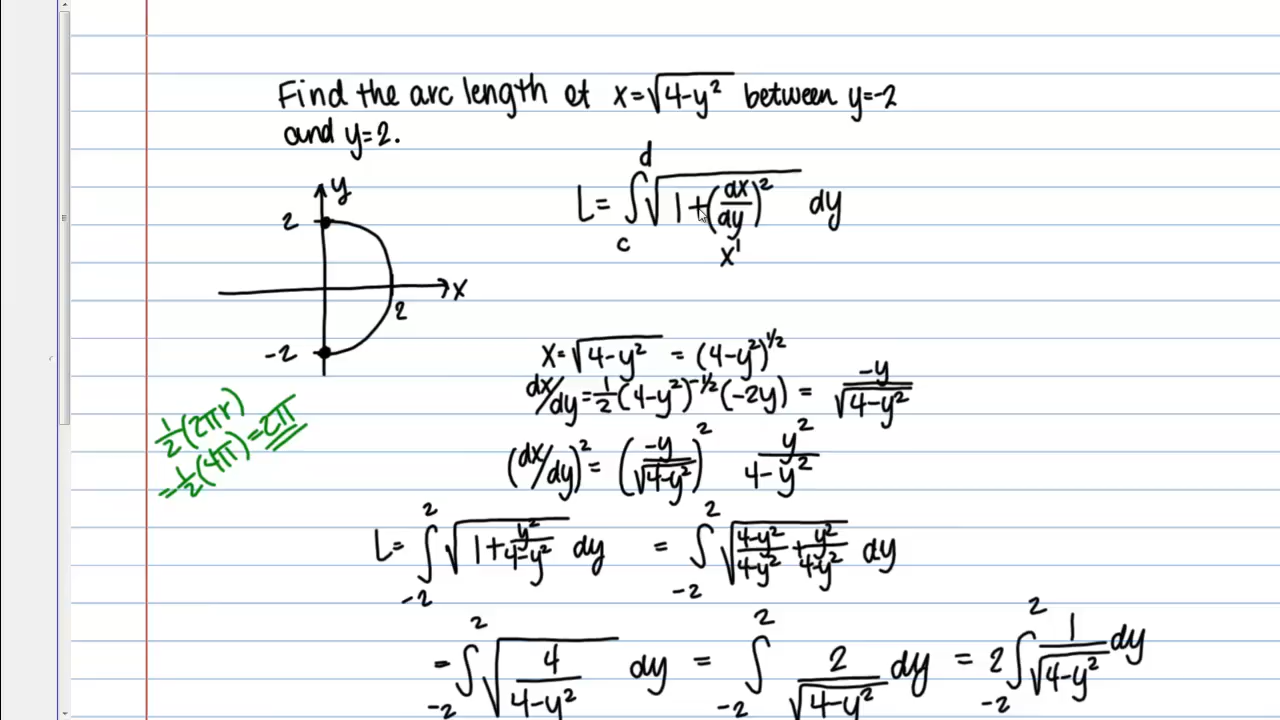 Find the arc length of x=√(4-y²) between y=-2
and y=2.
L= ∫_c^d √(1+(dx/dy)²) dy
x'
y
2
x
2
-2
x=√(4-y²) = (4-y²)^1/2
dx/dy = 1/2(4-y²)^-1/2(-2y) = -y/√(4-y²)
1/2(2πr)
=1/2(4π)=2π
(dx/dy)² = (-y/√(4-y²))² y²/(4-y²)
L= ∫_-2^2 √(1+y²/(4-y²)) dy = ∫_-2^2 √((4-y²)/(4-y²)+y²/(4-y²)) dy
= ∫_-2^2 √(4/(4-y²)) dy = ∫_-2^2 2/√(4-y²) dy = 2∫_-2^2 1/√(4-y²) dy